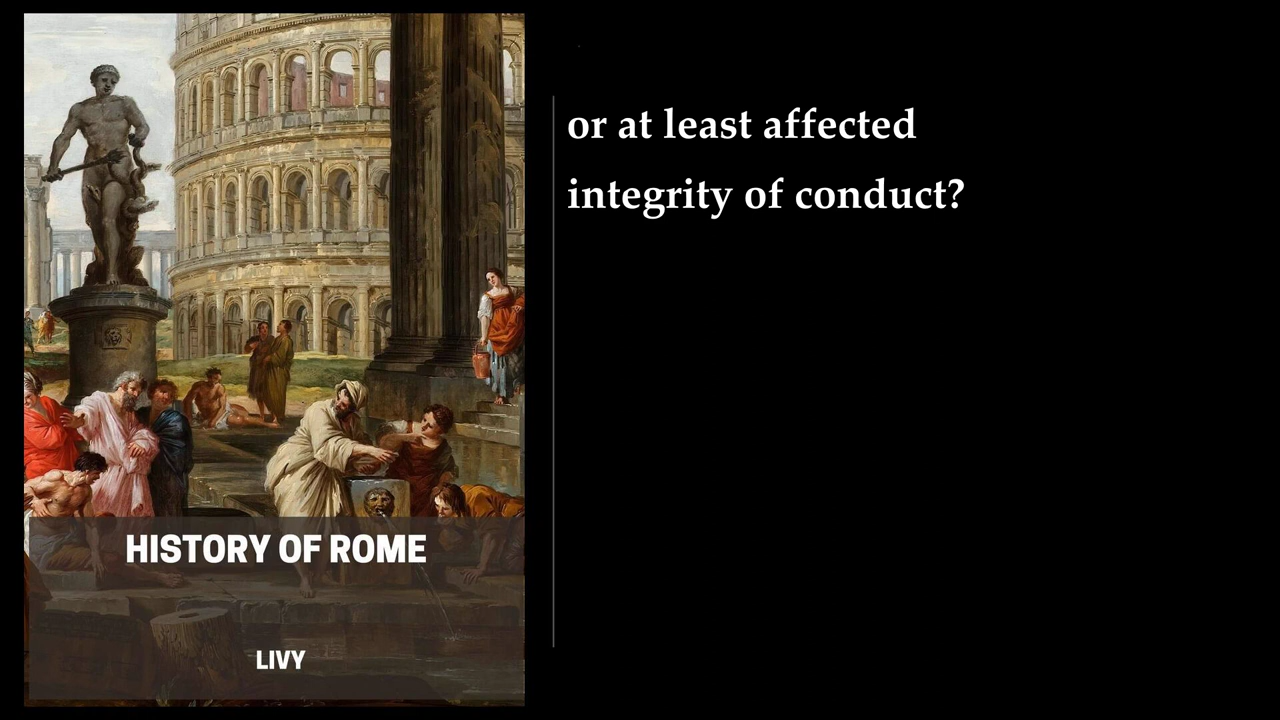 or at least affected
integrity of conduct?
HISTORY OF ROME
LIVY